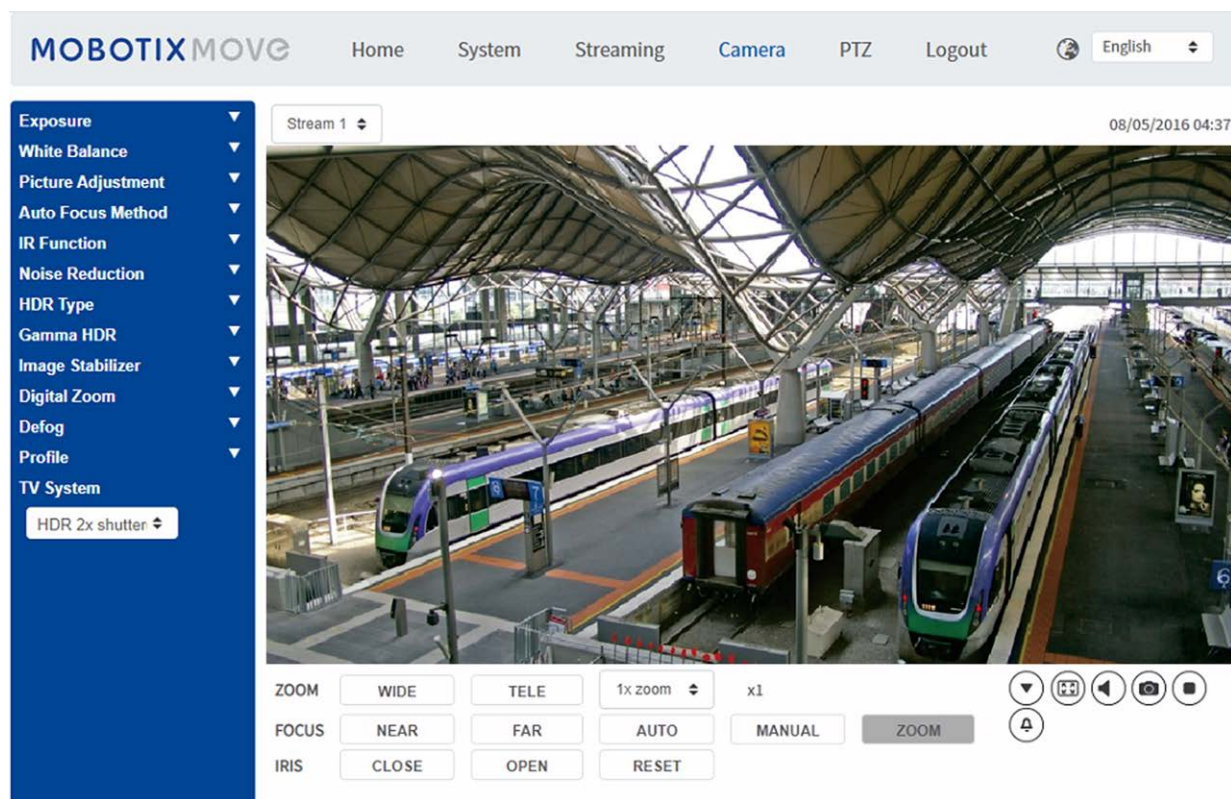 MOBOTIX MOVE
Home System Streaming Camera PTZ Logout English
Exposure
White Balance
Picture Adjustment
Auto Focus Method
IR Function
Noise Reduction
HDR Type
Gamma HDR
Image Stabilizer
Digital Zoom
Defog
Profile
TV System
HDR 2x shutter
Stream 1
08/05/2016 04:37
8 7
6
ZOOM WIDE TELE 1x zoom x1
FOCUS NEAR FAR AUTO MANUAL ZOOM
IRIS CLOSE OPEN RESET